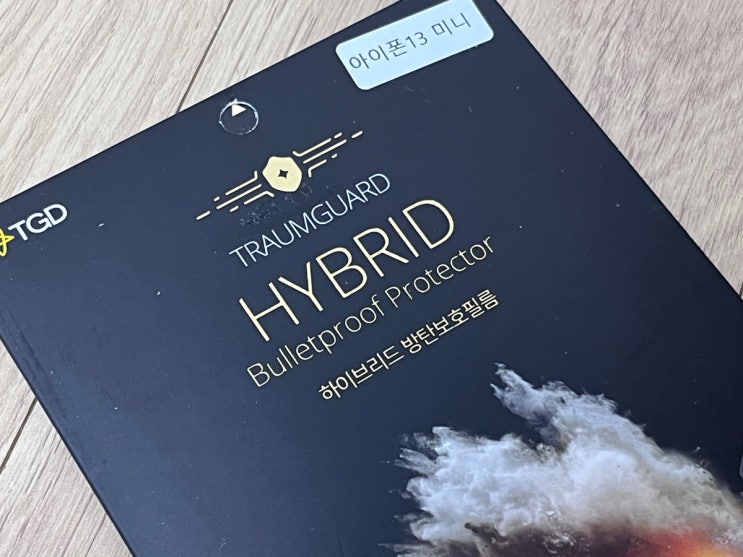 아이폰13 미니
TGD
TRAUMGUARD
HYBRID
Bulletproof Protector
하이브리드 방탄보호필름